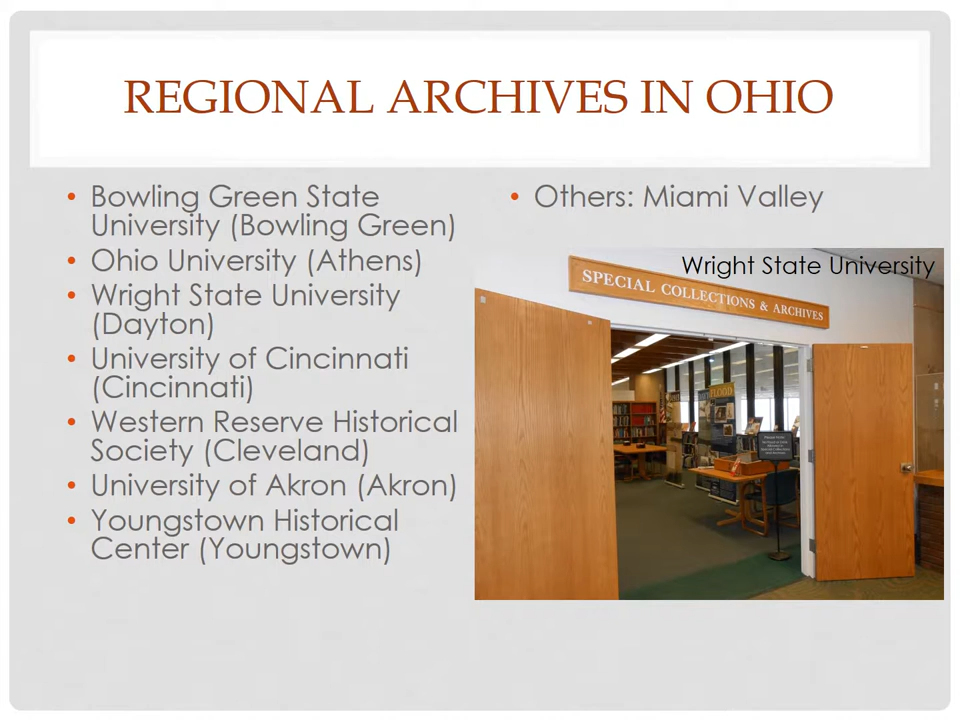 REGIONAL ARCHIVES IN OHIO
• Bowling Green State
University (Bowling Green)
• Ohio University (Athens)
• Wright State University
(Dayton)
• University of Cincinnati
(Cincinnati)
• Western Reserve Historical
Society (Cleveland)
• University of Akron (Akron)
• Youngstown Historical
Center (Youngstown)
• Others: Miami Valley
Wright State University
SPECIAL COLLECTIONS & ARCHIVES
FLOOD